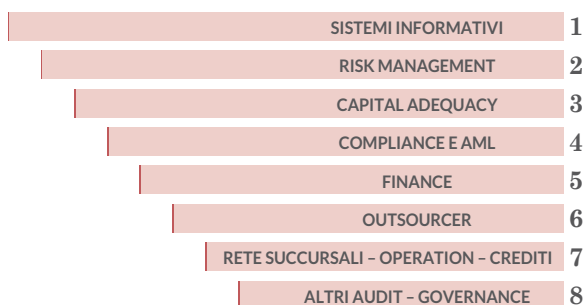 SISTEMI INFORMATIVI 1
RISK MANAGEMENT 2
CAPITAL ADEQUACY 3
COMPLIANCE E AML 4
FINANCE 5
OUTSOURCER 6
RETE SUCCURSALI – OPERATION – CREDITI 7
ALTRI AUDIT – GOVERNANCE 8